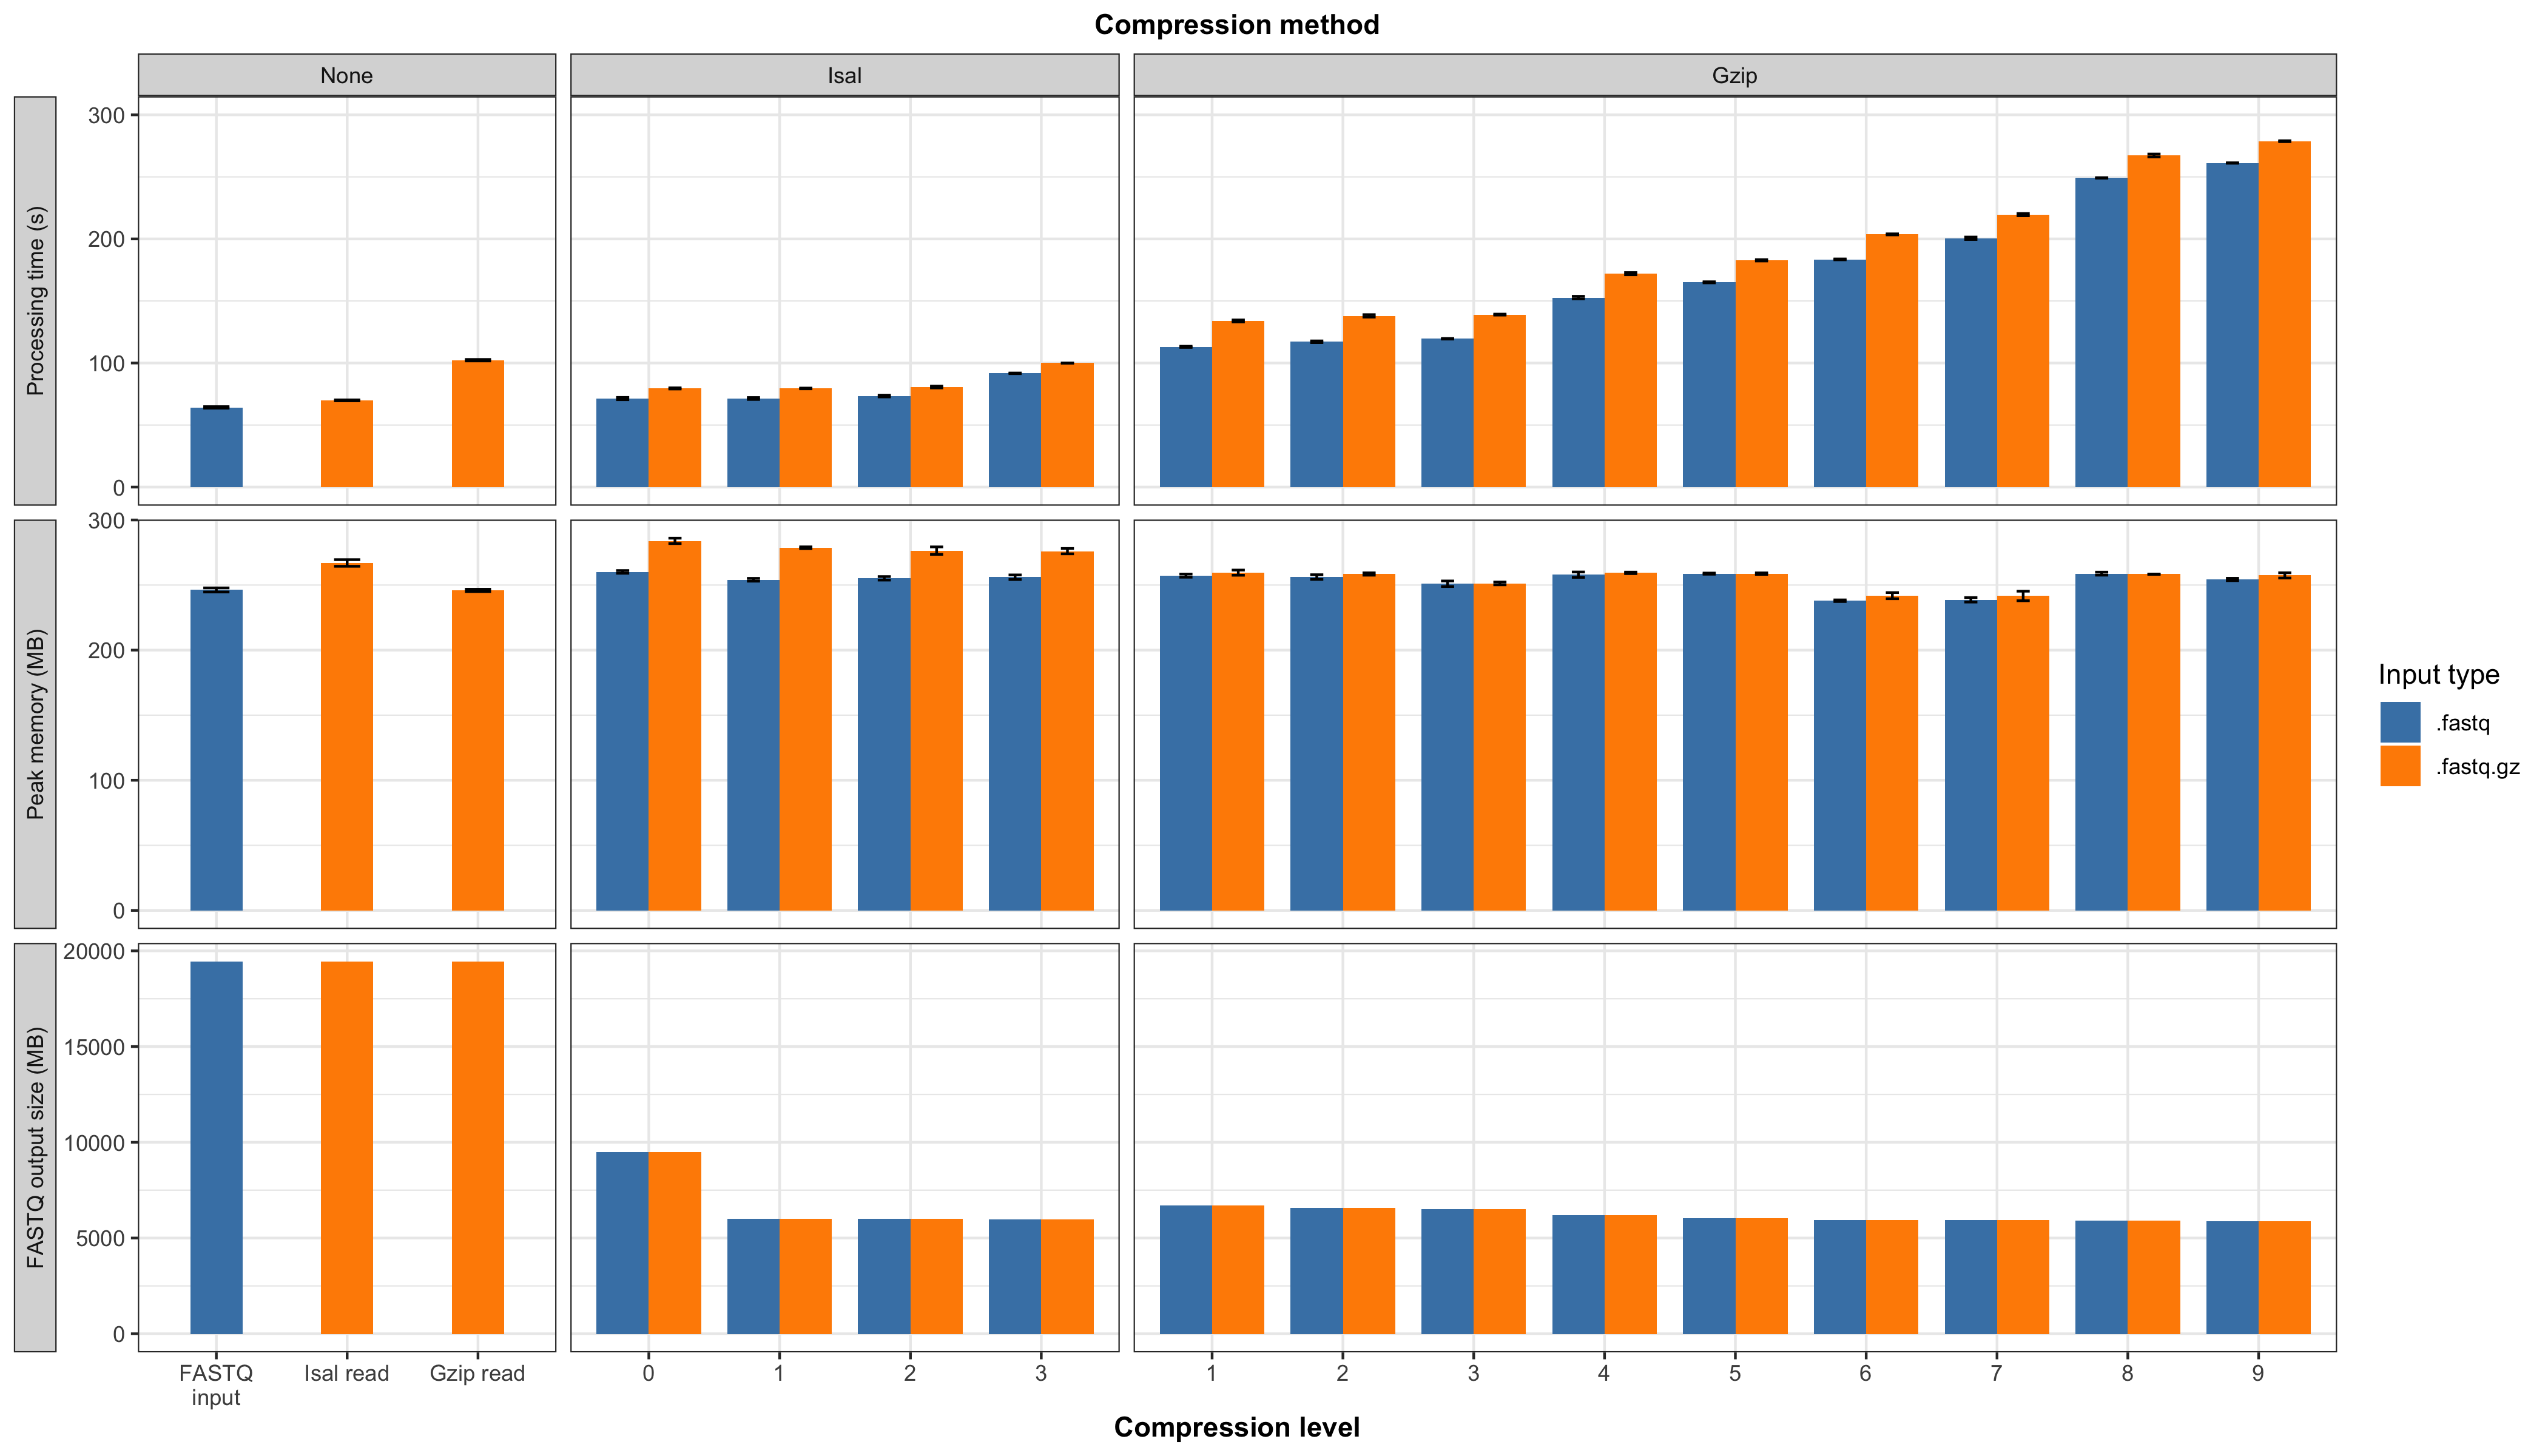 Compression method
None
Isal
Gzip
Processing time (s)
300
200
100
0
Peak memory (MB)
300
200
100
0
FASTQ output size (MB)
20000
15000
10000
5000
0
FASTQ
input
Isal read
Gzip read
0
1
2
3
1
2
3
4
5
6
7
8
9
Compression level
Input type
.fastq
.fastq.gz